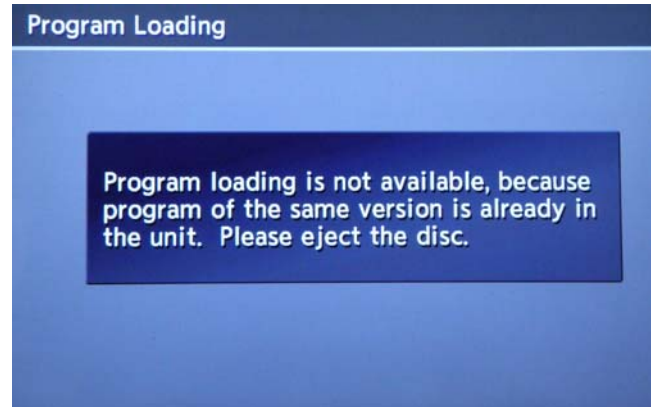 Program Loading
Program loading is not available, because
program of the same version is already in
the unit. Please eject the disc.